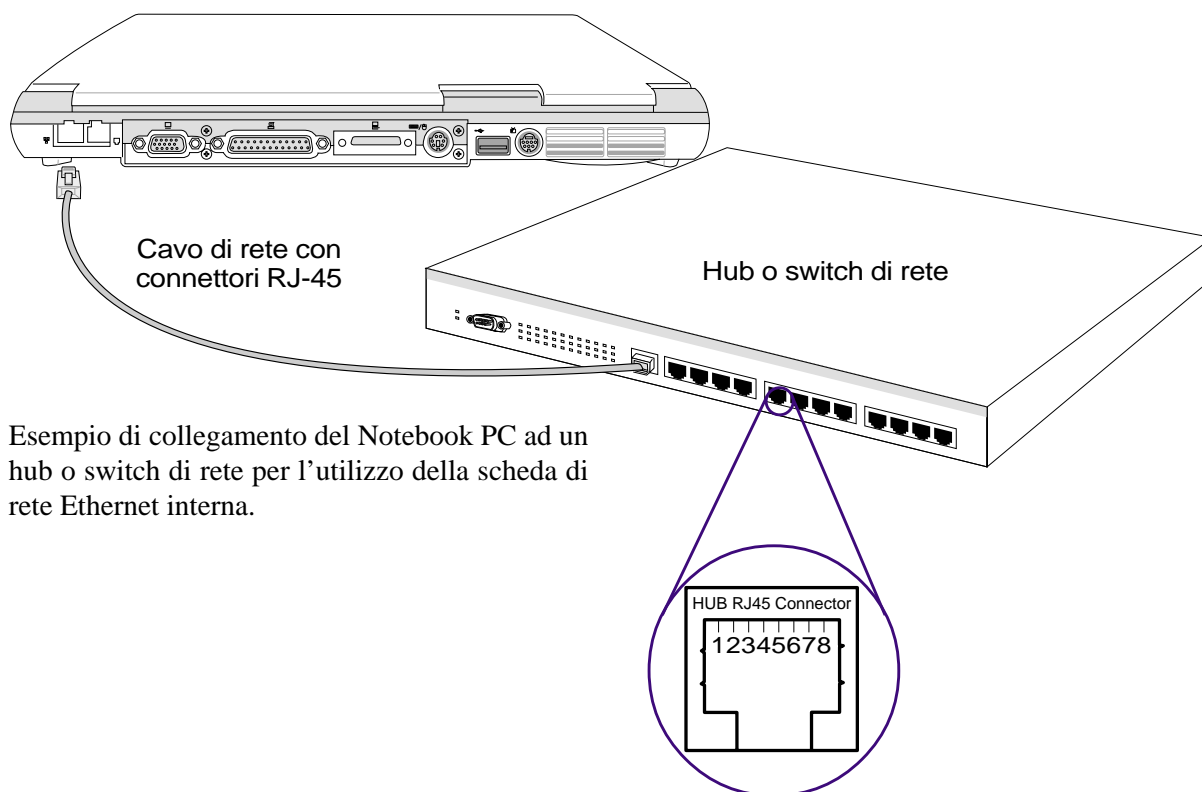 Cavo di rete con
connettori RJ-45
Hub o switch di rete
Esempio di collegamento del Notebook PC ad un
hub o switch di rete per l’utilizzo della scheda di
rete Ethernet interna.
HUB RJ45 Connector
12345678